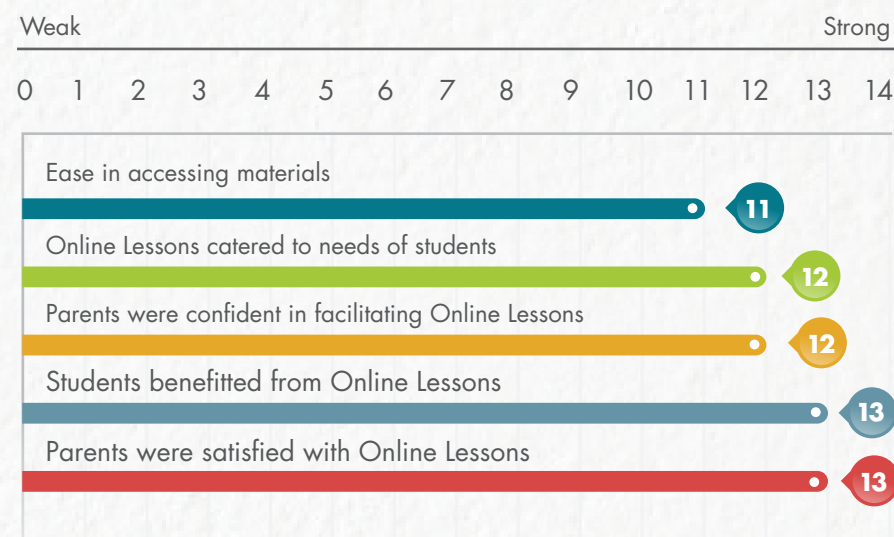 Weak Strong
0 1 2 3 4 5 6 7 8 9 10 11 12 13 14
Ease in accessing materials
11
Online Lessons catered to needs of students
12
Parents were confident in facilitating Online Lessons
12
Students benefitted from Online Lessons
13
Parents were satisfied with Online Lessons
13